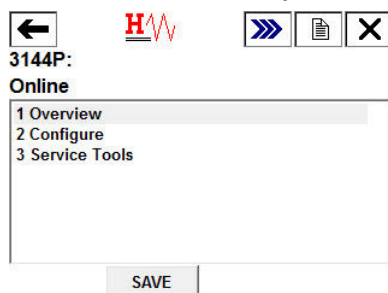 H
3144P:
Online
1 Overview
2 Configure
3 Service Tools
SAVE